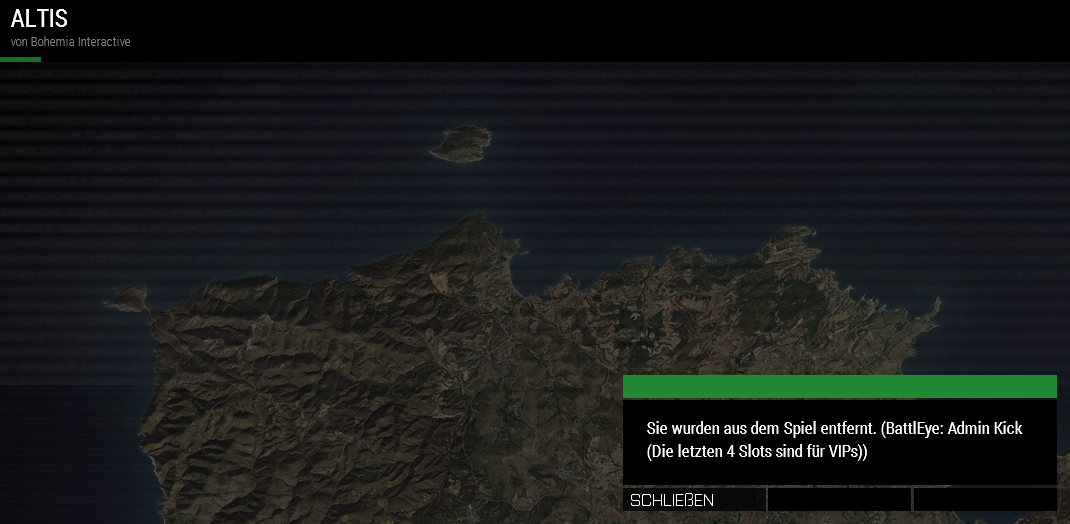 ALTIS
von Bohemia Interactive
Sie wurden aus dem Spiel entfernt. (BattlEye: Admin Kick
(Die letzten 4 Slots sind für VIPs))
SCHLIEßEN